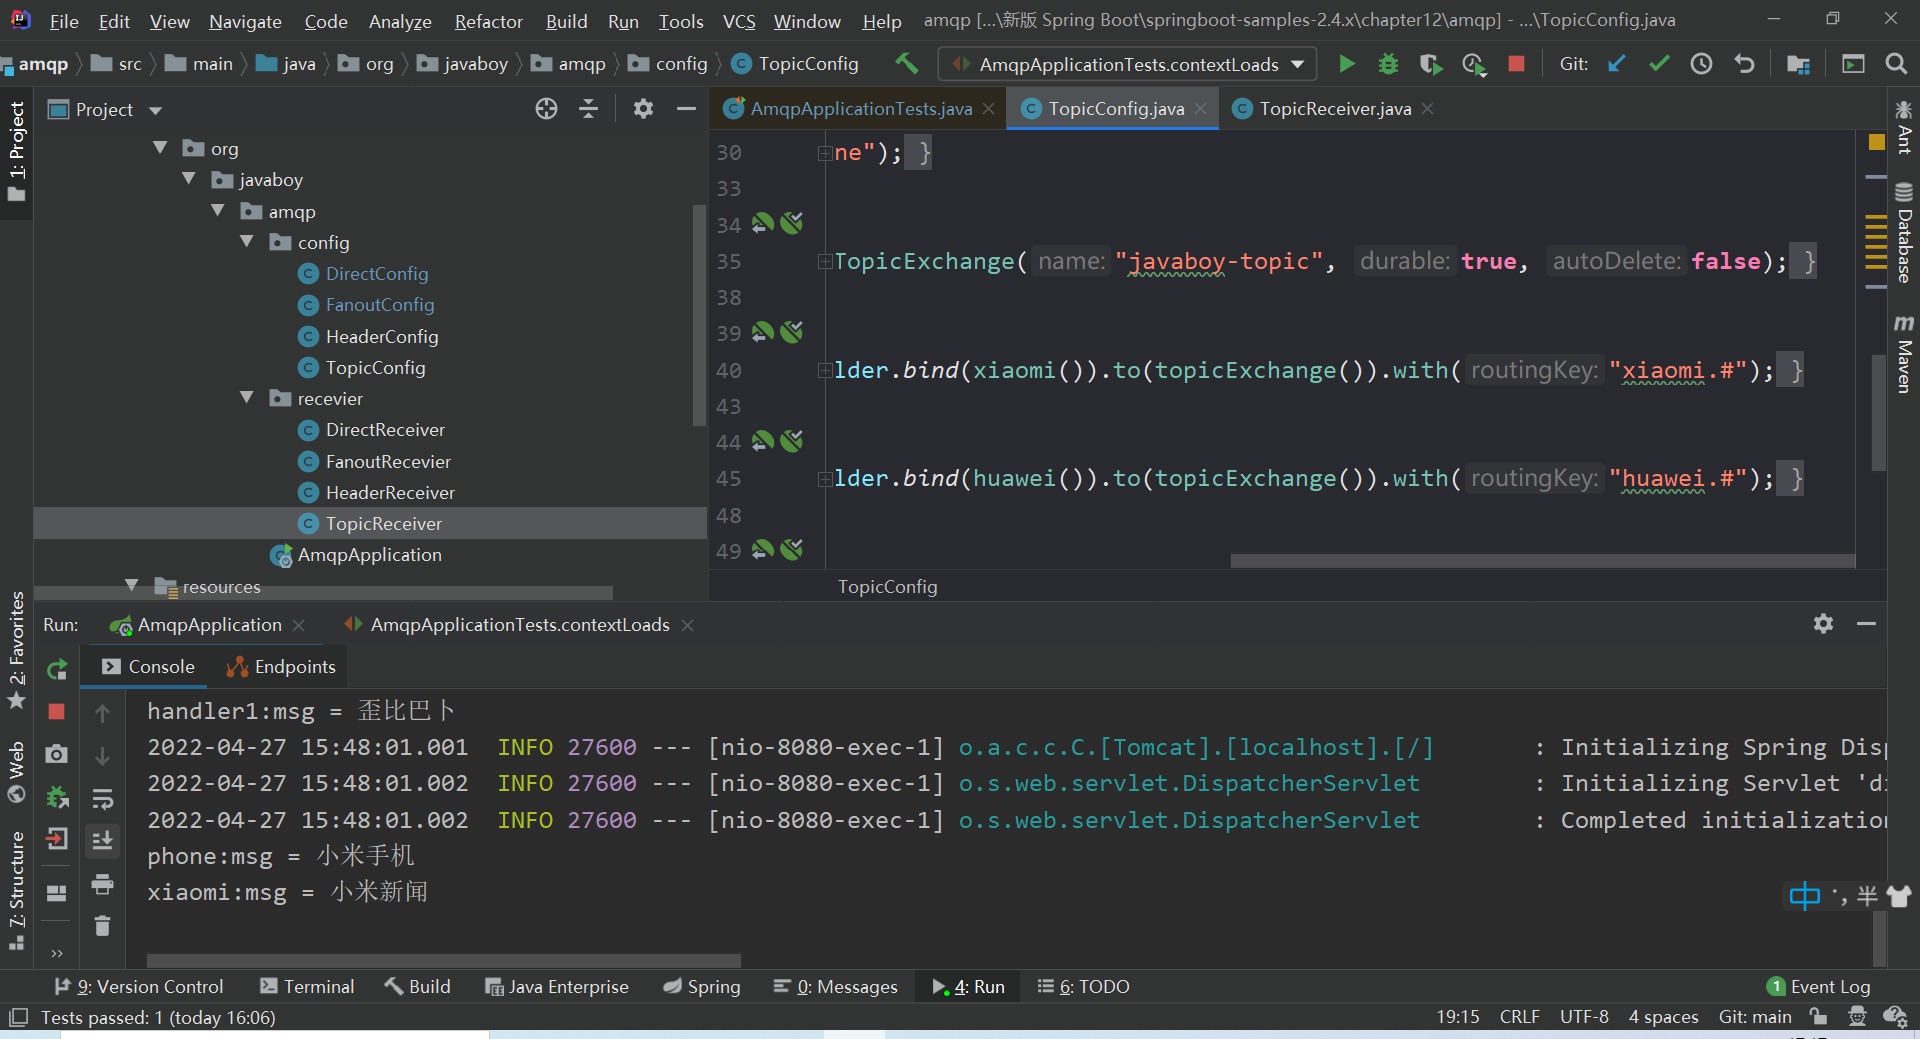 File Edit View Navigate Code Analyze Refactor Build Run Tools VCS Window Help amqp [...\新版 Spring Boot\springboot-samples-2.4.x\chapter12\amqp] - ...\TopicConfig.java
amqp src main java org javaboy amqp config TopicConfig AmqpApplicationTests.contextLoads Git:
1: Project
Project
org
javaboy
amqp
config
DirectConfig
FanoutConfig
HeaderConfig
TopicConfig
recevier
DirectReceiver
FanoutRecevier
HeaderReceiver
TopicReceiver
AmqpApplication
resources
AmqpApplicationTests.java TopicConfig.java TopicReceiver.java
30 ne"); }
33
34
35 TopicExchange( name: "javaboy-topic", durable: true, autoDelete: false); }
38
39
40 lder.bind(xiaomi()).to(topicExchange()).with( routingKey: "xiaomi.#"); }
43
44
45 lder.bind(huawei()).to(topicExchange()).with( routingKey: "huawei.#"); }
48
49
TopicConfig
Ant
Database
Maven
2: Favorites
Web
7: Structure
Run: AmqpApplication AmqpApplicationTests.contextLoads
Console Endpoints
handler1:msg = 歪比巴卜
2022-04-27 15:48:01.001 INFO 27600 --- [nio-8080-exec-1] o.a.c.c.C.[Tomcat].[localhost].[/] : Initializing Spring Disp
2022-04-27 15:48:01.002 INFO 27600 --- [nio-8080-exec-1] o.s.web.servlet.DispatcherServlet : Initializing Servlet 'di
2022-04-27 15:48:01.002 INFO 27600 --- [nio-8080-exec-1] o.s.web.servlet.DispatcherServlet : Completed initialization
phone:msg = 小米手机
xiaomi:msg = 小米新闻
中 半
9: Version Control Terminal Build Java Enterprise Spring 0: Messages 4: Run 6: TODO 1 Event Log
Tests passed: 1 (today 16:06) 19:15 CRLF UTF-8 4 spaces Git: main